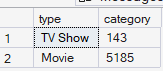 type category
1 TV Show 143
2 Movie 5185